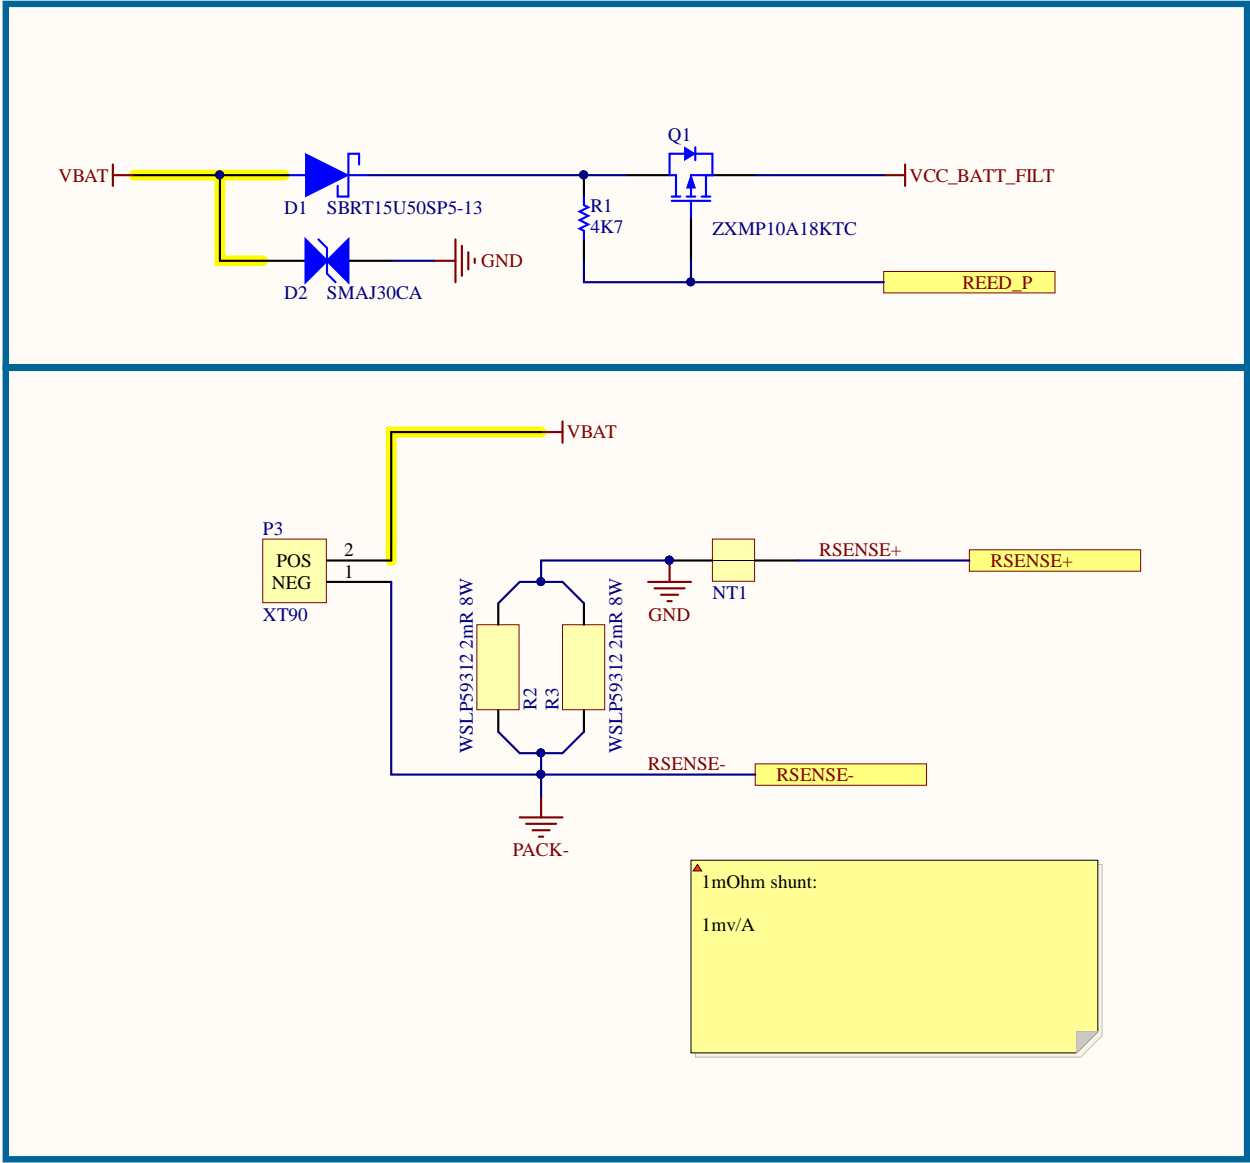 Q1
VBAT
VCC_BATT_FILT
D1 SBRT15U50SP5-13
R1
4K7
ZXMP10A18KTC
GND
D2 SMAJ30CA
REED_P
VBAT
P3
POS 2
NEG 1
XT90
RSENSE+
RSENSE+
NT1
GND
WSLP59312 2mR 8W
R2
R3
WSLP59312 2mR 8W
RSENSE-
RSENSE-
PACK-
1mOhm shunt:
1mv/A